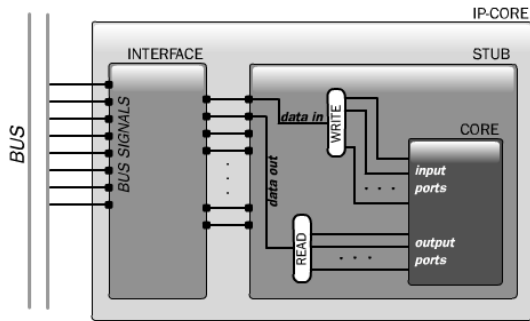 IP-CORE
INTERFACE
STUB
BUS
BUS SIGNALS
data in
WRITE
CORE
input
ports
. . .
data out
READ
output
ports
. . .